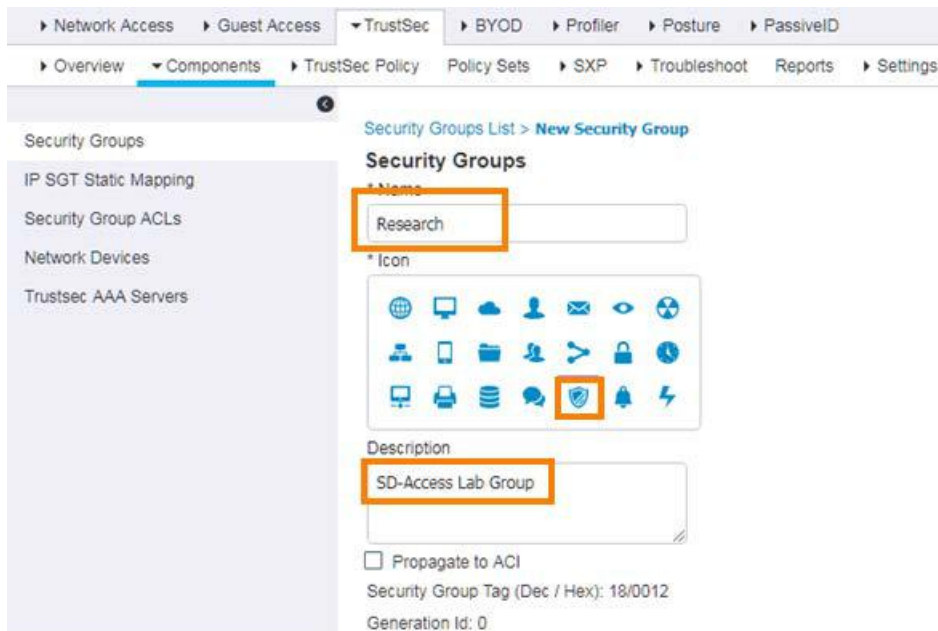 Network Access Guest Access TrustSec BYOD Profiler Posture PassiveID
Overview Components TrustSec Policy Policy Sets SXP Troubleshoot Reports Settings
Security Groups List > New Security Group
Security Groups
Security Groups
IP SGT Static Mapping
* Name
Security Group ACLs
Research
Network Devices
* Icon
Trustsec AAA Servers
Description
SD-Access Lab Group
Propagate to ACI
Security Group Tag (Dec / Hex): 18/0012
Generation Id: 0